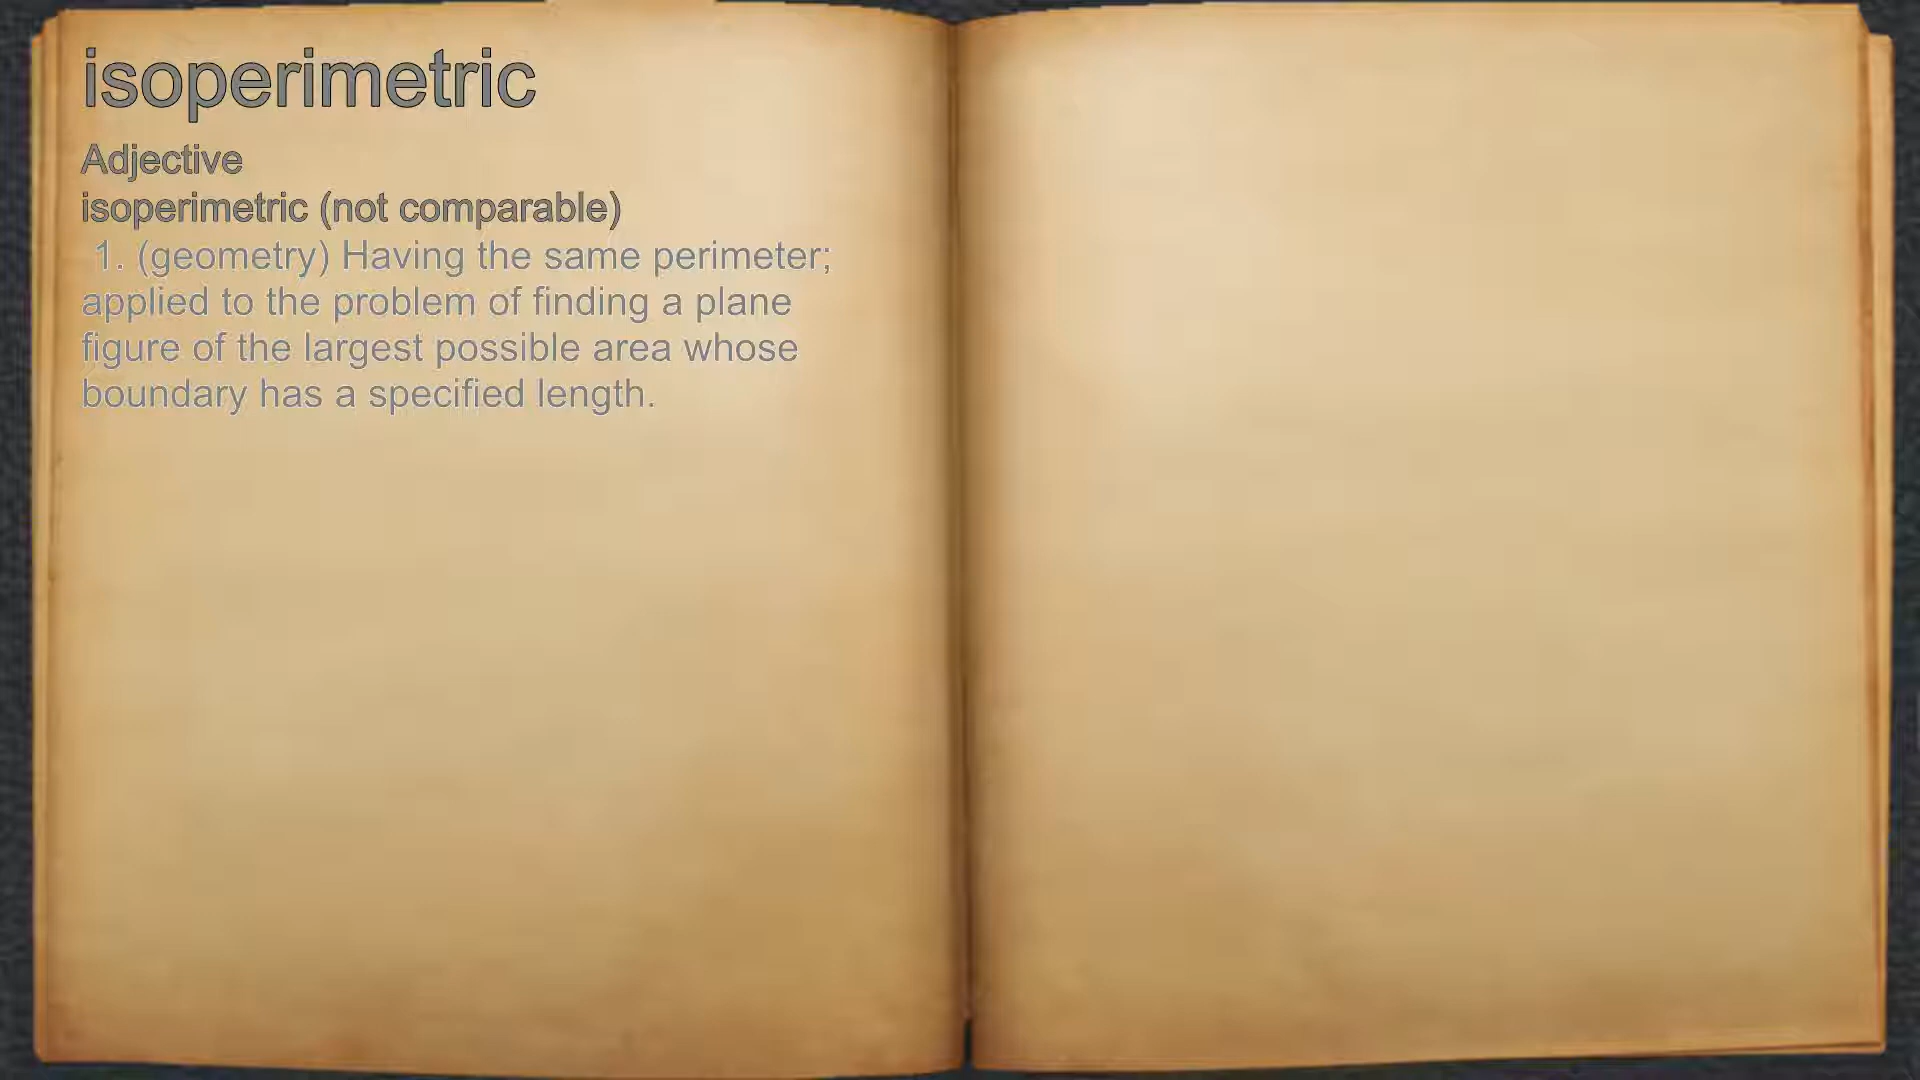 isoperimetric
Adjective
isoperimetric (not comparable)
1. (geometry) Having the same perimeter;
applied to the problem of finding a plane
figure of the largest possible area whose
boundary has a specified length.